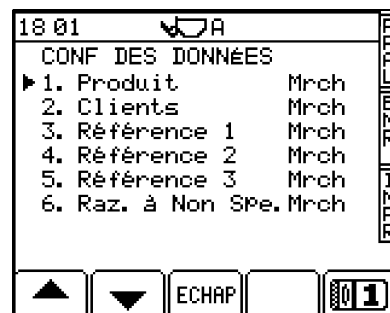 18 01 A
CONF DES DONNéES
1. Produit Mrch
2. Clients Mrch
3. Référence 1 Mrch
4. Référence 2 Mrch
5. Référence 3 Mrch
6. Raz. à Non Spe. Mrch
ECHAP 1